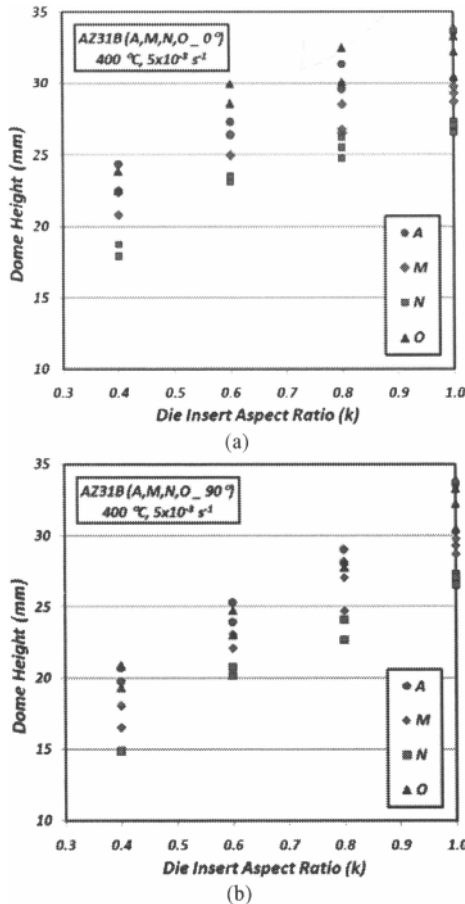 35
AZ31B (A,M,N,O_ 0°)
400 °C, 5x10⁻³ s⁻¹
30
25
20
15
10
Dome Height (mm)
A
M
N
O
0.3 0.4 0.5 0.6 0.7 0.8 0.9 1.0
Die Insert Aspect Ratio (k)
(a)
35
AZ31B (A,M,N,O_ 90°)
400 °C, 5x10⁻³ s⁻¹
30
25
20
15
10
Dome Height (mm)
A
M
N
O
0.3 0.4 0.5 0.6 0.7 0.8 0.9 1.0
Die Insert Aspect Ratio (k)
(b)